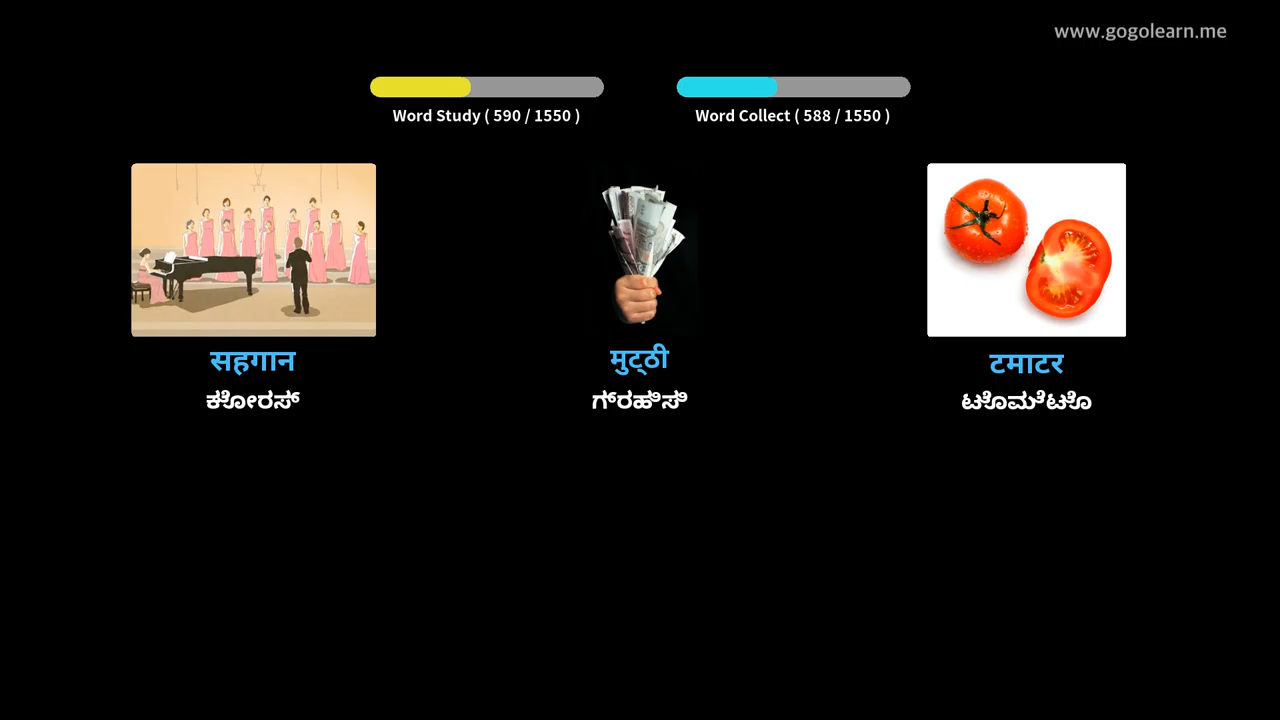 www.gogolearn.me
Word Study ( 590 / 1550 )
Word Collect ( 588 / 1550 )
सहगान
मुट्ठी
टमाटर
ಕೋರಸ್
ಗ್ರಹಿಸಿ
ಟೊಮೆಟೊ